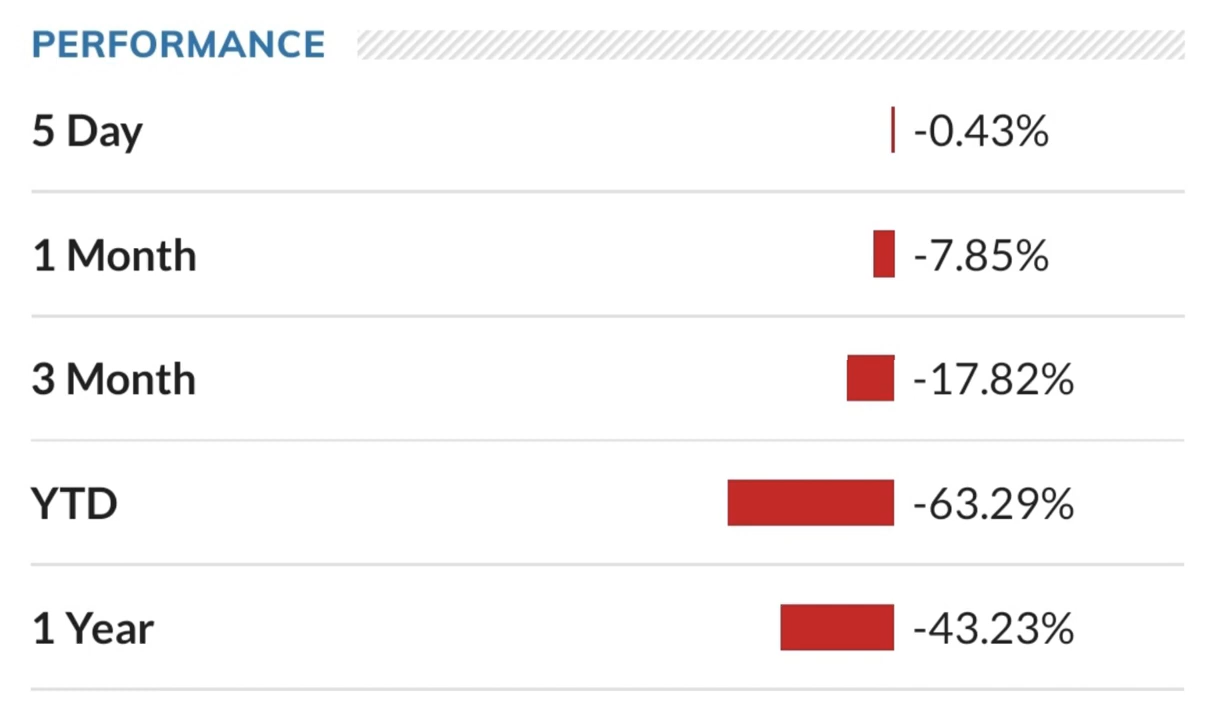 PERFORMANCE
5 Day -0.43%
1 Month -7.85%
3 Month -17.82%
YTD -63.29%
1 Year -43.23%